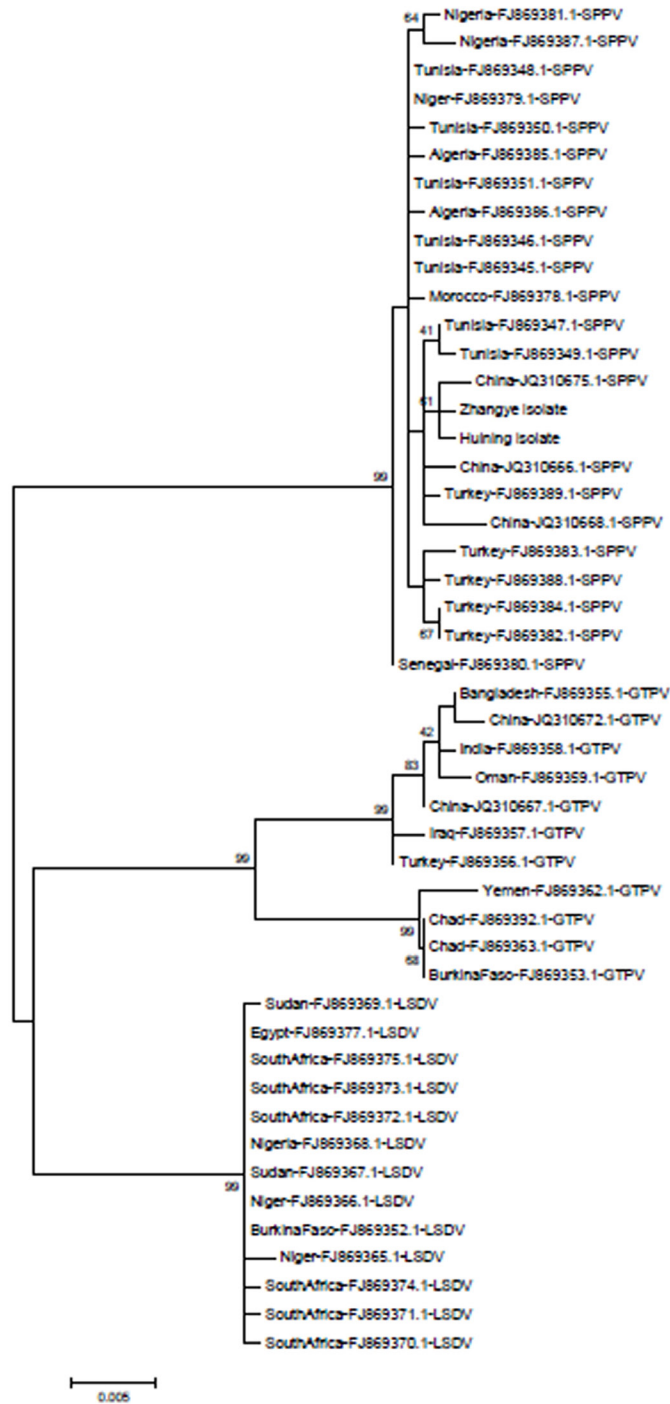 64
Nigeria-FJ869381.1-SPPV
Nigeria-FJ869387.1-SPPV
Tunisia-FJ869348.1-SPPV
Niger-FJ869379.1-SPPV
Tunisia-FJ869350.1-SPPV
Algeria-FJ869385.1-SPPV
Tunisia-FJ869351.1-SPPV
Algeria-FJ869386.1-SPPV
Tunisia-FJ869346.1-SPPV
Tunisia-FJ869345.1-SPPV
Morocco-FJ869378.1-SPPV
41
Tunisia-FJ869347.1-SPPV
Tunisia-FJ869349.1-SPPV
China-JQ310675.1-SPPV
61
Zhangye isolate
Huining isolate
China-JQ310666.1-SPPV
99
Turkey-FJ869389.1-SPPV
China-JQ310668.1-SPPV
Turkey-FJ869383.1-SPPV
Turkey-FJ869388.1-SPPV
Turkey-FJ869384.1-SPPV
67
Turkey-FJ869382.1-SPPV
Senegal-FJ869380.1-SPPV
Bangladesh-FJ869355.1-GTPV
China-JQ310672.1-GTPV
42
India-FJ869358.1-GTPV
83
Oman-FJ869359.1-GTPV
China-JQ310667.1-GTPV
99
Iraq-FJ869357.1-GTPV
99
Turkey-FJ869356.1-GTPV
Yemen-FJ869362.1-GTPV
Chad-FJ869392.1-GTPV
99
Chad-FJ869363.1-GTPV
68
BurkinaFaso-FJ869353.1-GTPV
Sudan-FJ869369.1-LSDV
Egypt-FJ869377.1-LSDV
SouthAfrica-FJ869375.1-LSDV
SouthAfrica-FJ869373.1-LSDV
SouthAfrica-FJ869372.1-LSDV
Nigeria-FJ869368.1-LSDV
Sudan-FJ869367.1-LSDV
99
Niger-FJ869366.1-LSDV
BurkinaFaso-FJ869352.1-LSDV
Niger-FJ869365.1-LSDV
SouthAfrica-FJ869374.1-LSDV
SouthAfrica-FJ869371.1-LSDV
SouthAfrica-FJ869370.1-LSDV
0.005